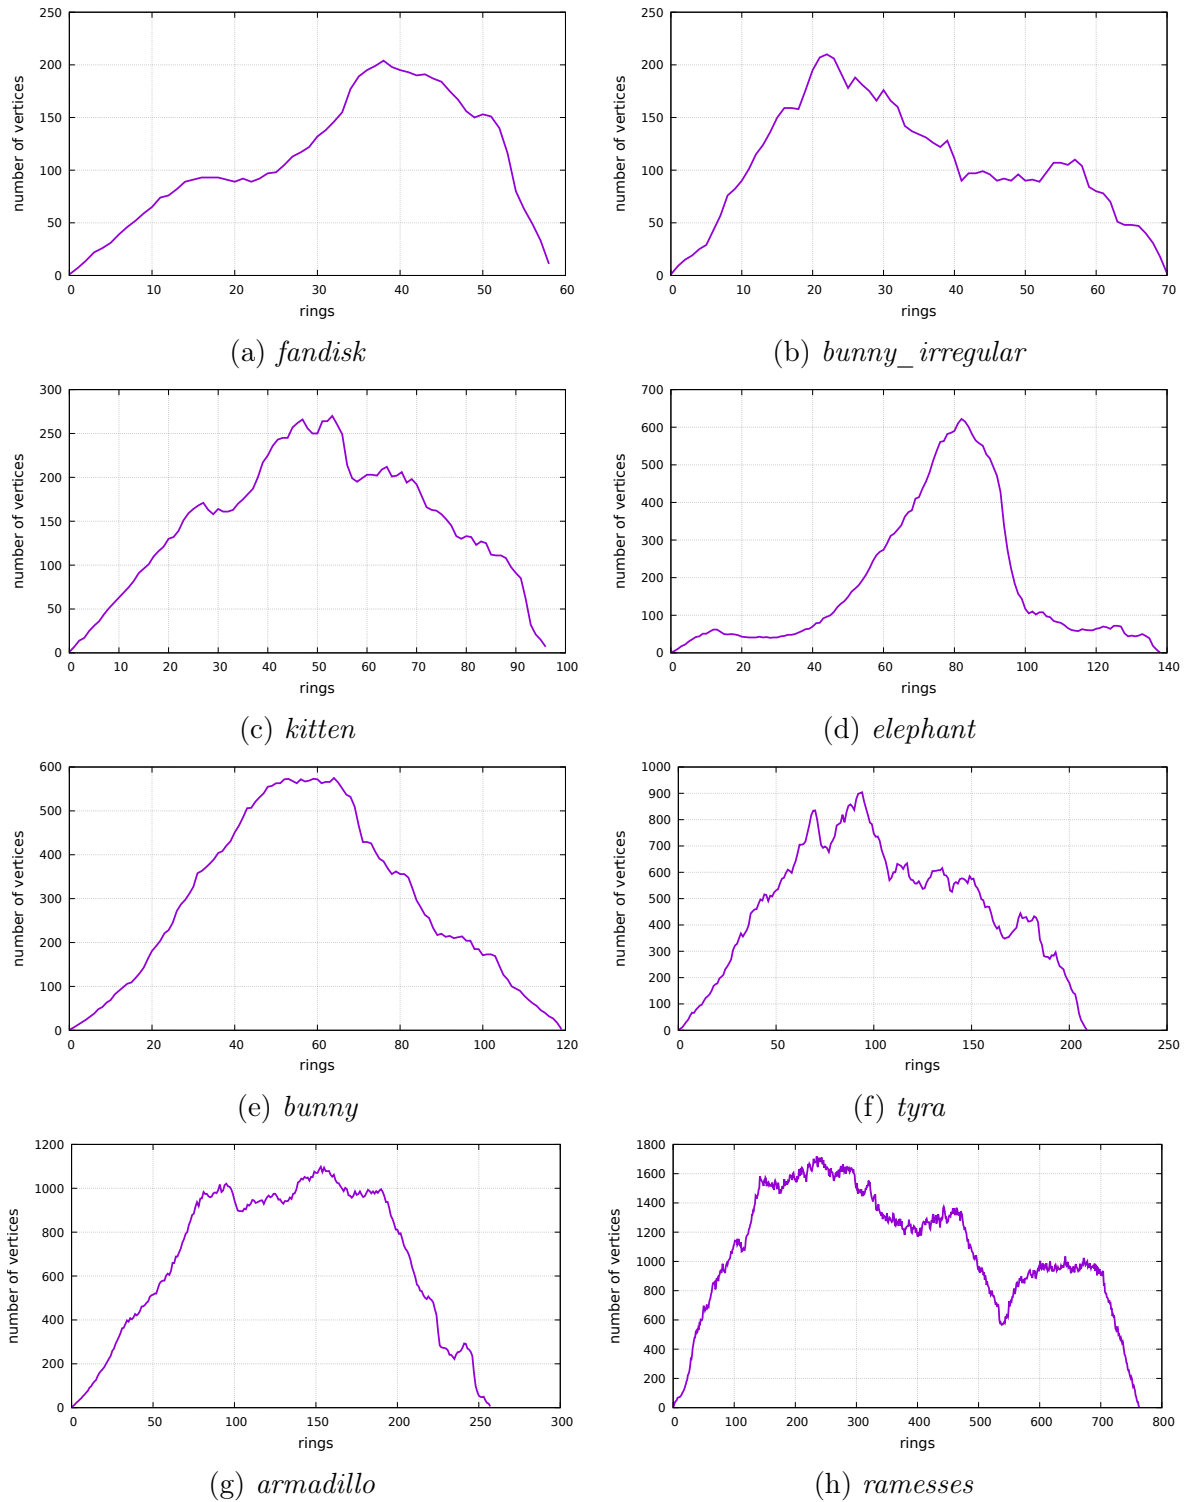 250
200
150
100
50
0
number of vertices
0 10 20 30 40 50 60
rings
(a) fandisk
250
200
150
100
50
0
number of vertices
0 10 20 30 40 50 60 70
rings
(b) bunny_irregular
300
250
200
150
100
50
0
number of vertices
0 10 20 30 40 50 60 70 80 90 100
rings
(c) kitten
700
600
500
400
300
200
100
0
number of vertices
0 20 40 60 80 100 120 140
rings
(d) elephant
600
500
400
300
200
100
0
number of vertices
0 20 40 60 80 100 120
rings
(e) bunny
1000
900
800
700
600
500
400
300
200
100
0
number of vertices
0 50 100 150 200 250
rings
(f) tyra
1200
1000
800
600
400
200
0
number of vertices
0 50 100 150 200 250 300
rings
(g) armadillo
1800
1600
1400
1200
1000
800
600
400
200
0
number of vertices
0 100 200 300 400 500 600 700 800
rings
(h) ramesses